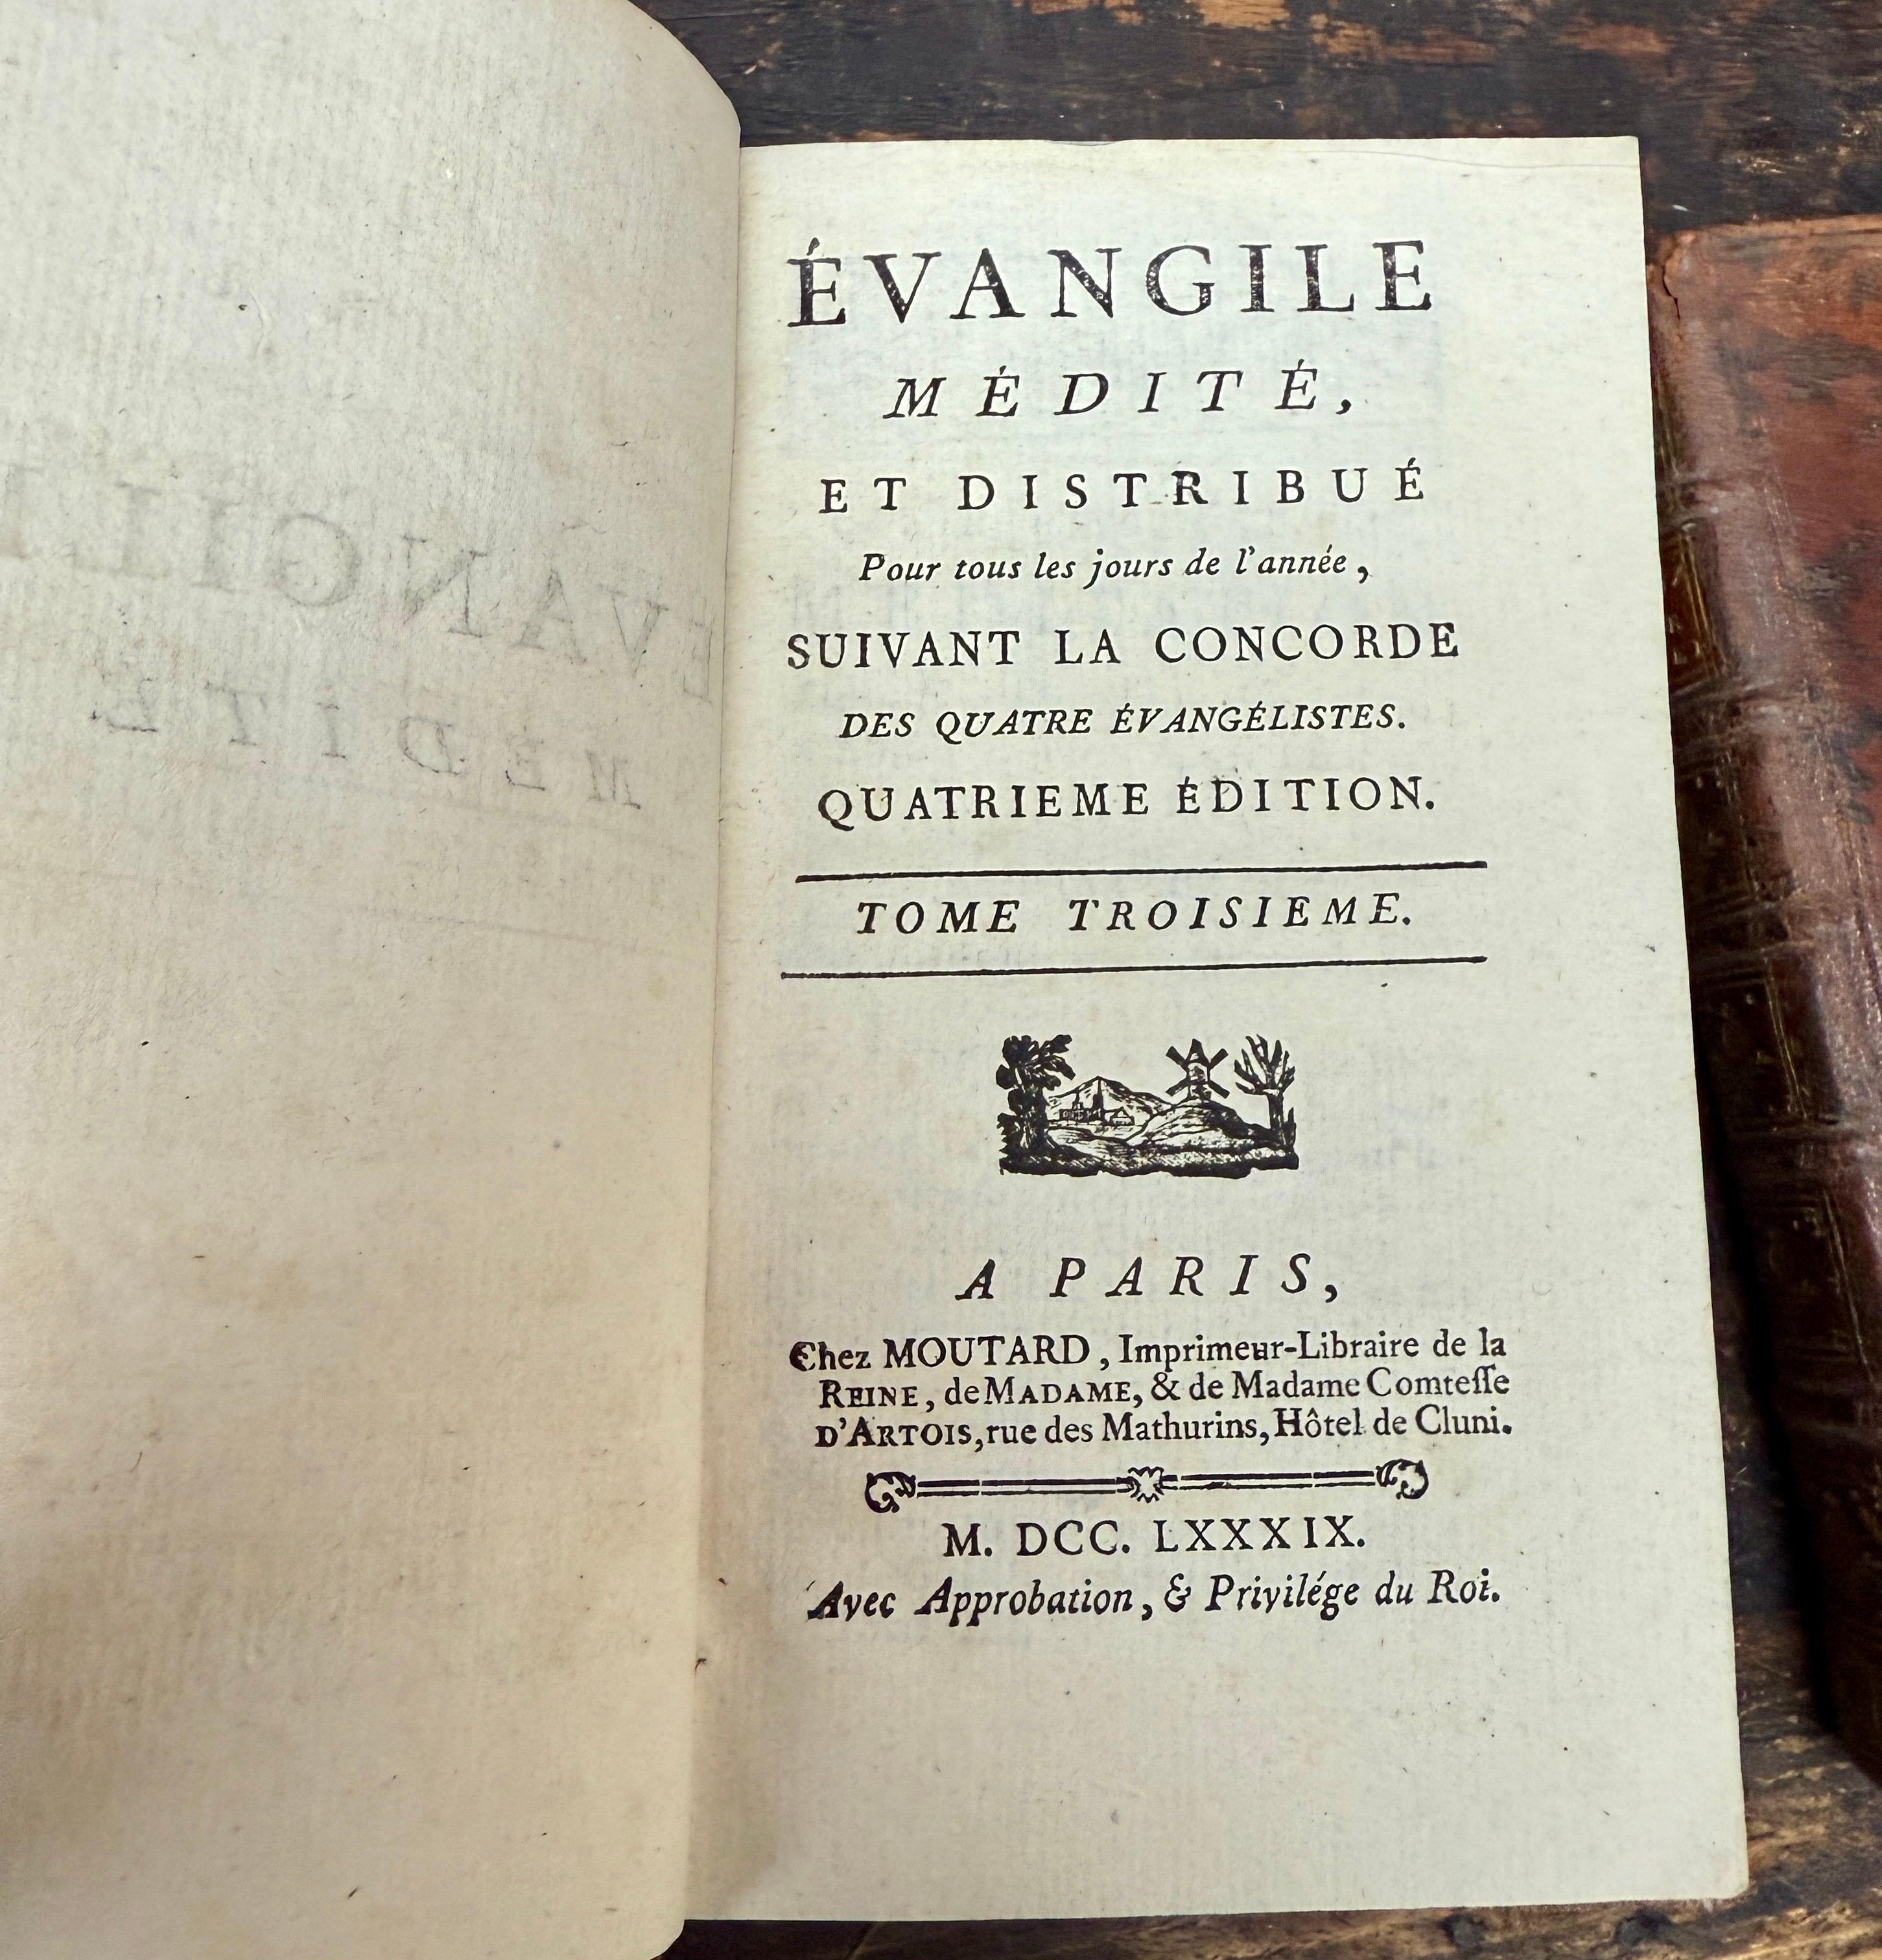 ÉVANGILE
MÉDITÉ
ÉVANGILE
MÉDITÉ,
ET DISTRIBUÉ
Pour tous les jours de l'année,
SUIVANT LA CONCORDE
DES QUATRE ÉVANGÉLISTES.
QUATRIEME ÉDITION.
TOME TROISIEME.
A PARIS,
Chez MOUTARD, Imprimeur-Libraire de la
REINE, de MADAME, & de Madame Comteſſe
D'ARTOIS, rue des Mathurins, Hôtel de Cluni.
M. DCC. LXXXIX.
Avec Approbation, & Privilége du Roi.